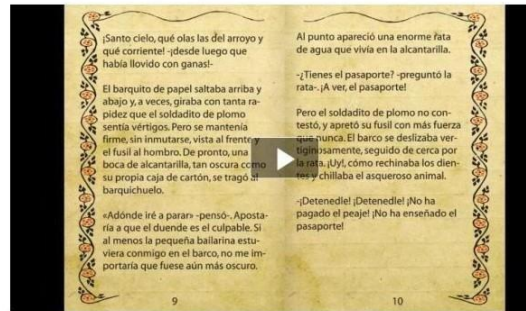 ¡Santo cielo, qué olas las del arroyo y
qué corriente! -¡desde luego que
había llovido con ganas!-
El barquito de papel saltaba arriba y
abajo y, a veces, giraba con tanta ra-
pidez que el soldadito de plomo
sentía vértigos. Pero se mantenía
firme, sin inmutarse, vista al frente y
el fusil al hombro. De pronto, una
boca de alcantarilla, tan oscura como
su propia caja de cartón, se tragó al
barquichuelo.
«Adónde iré a parar» -pensó-. Aposta-
ría a que el duende es el culpable. Si
al menos la pequeña bailarina estu-
viera conmigo en el barco, no me im-
portaría que fuese aún más oscuro.
9
Al punto apareció una enorme rata
de agua que vivía en la alcantarilla.
-¿Tienes el pasaporte? -preguntó la
rata-. ¡A ver, el pasaporte!
Pero el soldadito de plomo no con-
testó, y apretó su fusil con más fuerza
que nunca. El barco se deslizaba ver-
tiginosamente, seguido de cerca por
la rata. ¡Uy!, cómo rechinaba los dien-
tes y chillaba el asqueroso animal.
-¡Detenedle! ¡Detenedle! ¡No ha
pagado el peaje! ¡No ha enseñado el
pasaporte!
10